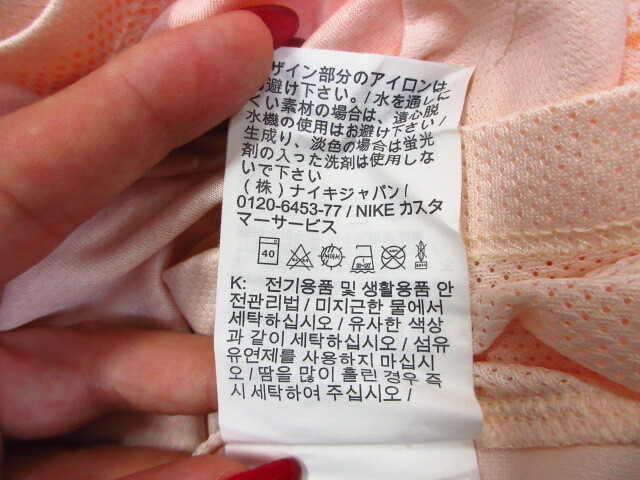 ザイン部分のアイロンは
お避け下さい。/ 水を通しに
くい素材の場合は、遠心脱
水機の使用はお避け下さい /
生成り、淡色の場合は蛍光
剤の入った洗剤は使用しな
いで下さい
(株) ナイキジャパン/
0120-6453-77 / NIKE カスタ
マーサービス
40
K: 전기용품 및 생활용품 안
전관리법 / 미지근한 물에서
세탁하십시오 / 유사한 색상
과 같이 세탁하십시오 / 섬유
유연제를 사용하지 마십시
오 / 땀을 많이 흘린 경우 즉
시 세탁하여 주십시오 /